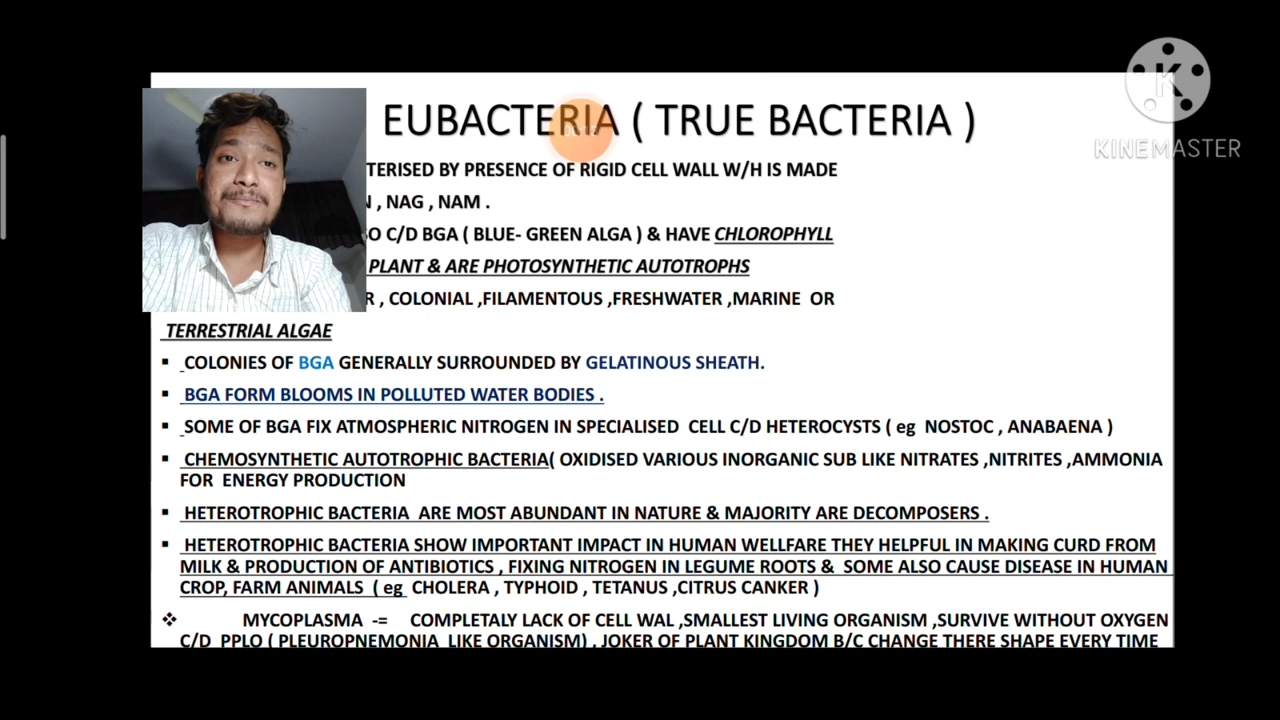 EUBACTERIA ( TRUE BACTERIA )
KINEMASTER
TERISED BY PRESENCE OF RIGID CELL WALL W/H IS MADE
, NAG , NAM .
C/D BGA ( BLUE- GREEN ALGA ) & HAVE CHLOROPHYLL
PLANT & ARE PHOTOSYNTHETIC AUTOTROPHS
, COLONIAL ,FILAMENTOUS ,FRESHWATER ,MARINE OR
TERRESTRIAL ALGAE
▪ COLONIES OF BGA GENERALLY SURROUNDED BY GELATINOUS SHEATH.
▪ BGA FORM BLOOMS IN POLLUTED WATER BODIES .
▪ SOME OF BGA FIX ATMOSPHERIC NITROGEN IN SPECIALISED CELL C/D HETEROCYSTS ( eg NOSTOC , ANABAENA )
▪ CHEMOSYNTHETIC AUTOTROPHIC BACTERIA( OXIDISED VARIOUS INORGANIC SUB LIKE NITRATES ,NITRITES ,AMMONIA
FOR ENERGY PRODUCTION
▪ HETEROTROPHIC BACTERIA ARE MOST ABUNDANT IN NATURE & MAJORITY ARE DECOMPOSERS .
▪ HETEROTROPHIC BACTERIA SHOW IMPORTANT IMPACT IN HUMAN WELLFARE THEY HELPFUL IN MAKING CURD FROM
MILK & PRODUCTION OF ANTIBIOTICS , FIXING NITROGEN IN LEGUME ROOTS & SOME ALSO CAUSE DISEASE IN HUMAN
CROP, FARM ANIMALS ( eg CHOLERA , TYPHOID , TETANUS ,CITRUS CANKER )
❖ MYCOPLASMA -= COMPLETALY LACK OF CELL WAL ,SMALLEST LIVING ORGANISM ,SURVIVE WITHOUT OXYGEN
C/D PPLO ( PLEUROPNEMONIA LIKE ORGANISM) , JOKER OF PLANT KINGDOM B/C CHANGE THERE SHAPE EVERY TIME